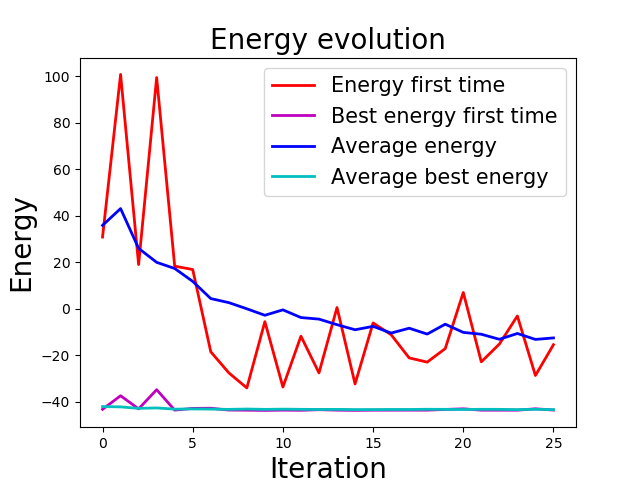 Energy evolution
Energy first time
Best energy first time
Average energy
Average best energy
100
80
60
40
20
0
−20
−40
Energy
0
5
10
15
20
25
Iteration